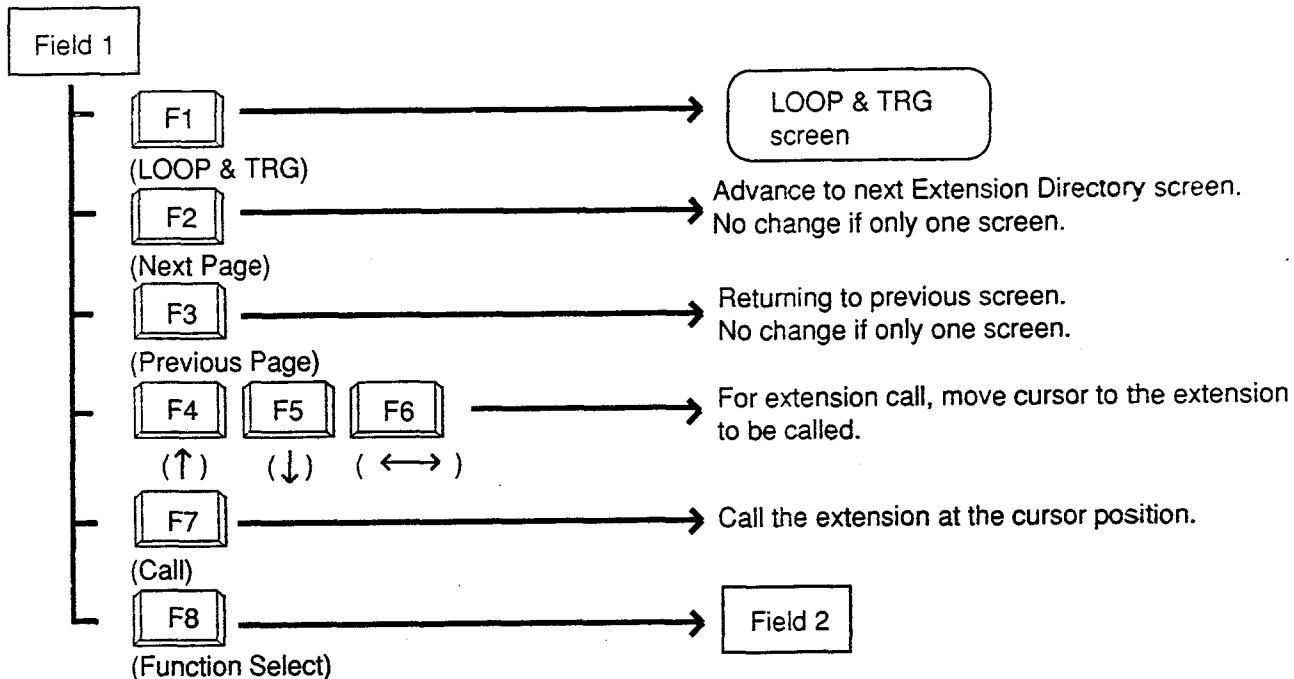 Field 1
F1
LOOP & TRG
screen
(LOOP & TRG)
F2
Advance to next Extension Directory screen.
No change if only one screen.
(Next Page)
F3
Returning to previous screen.
No change if only one screen.
(Previous Page)
F4 F5 F6
For extension call, move cursor to the extension
to be called.
(↑) (↓) ( ⟷ )
F7
Call the extension at the cursor position.
(Call)
F8
Field 2
(Function Select)